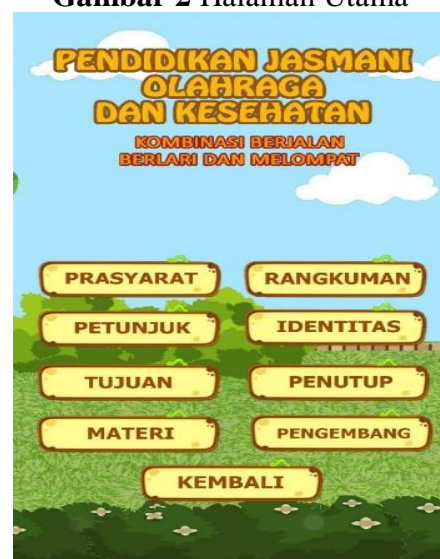 Gambar 2 Halaman Utama
PENDIDIKAN JASMANI
OLAHRAGA
DAN KESEHATAN
KOMBINASI BERJALAN
BERLARI DAN MELOMPAT
PRASYARAT
RANGKUMAN
PETUNJUK
IDENTITAS
TUJUAN
PENUTUP
MATERI
PENGEMBANG
KEMBALI